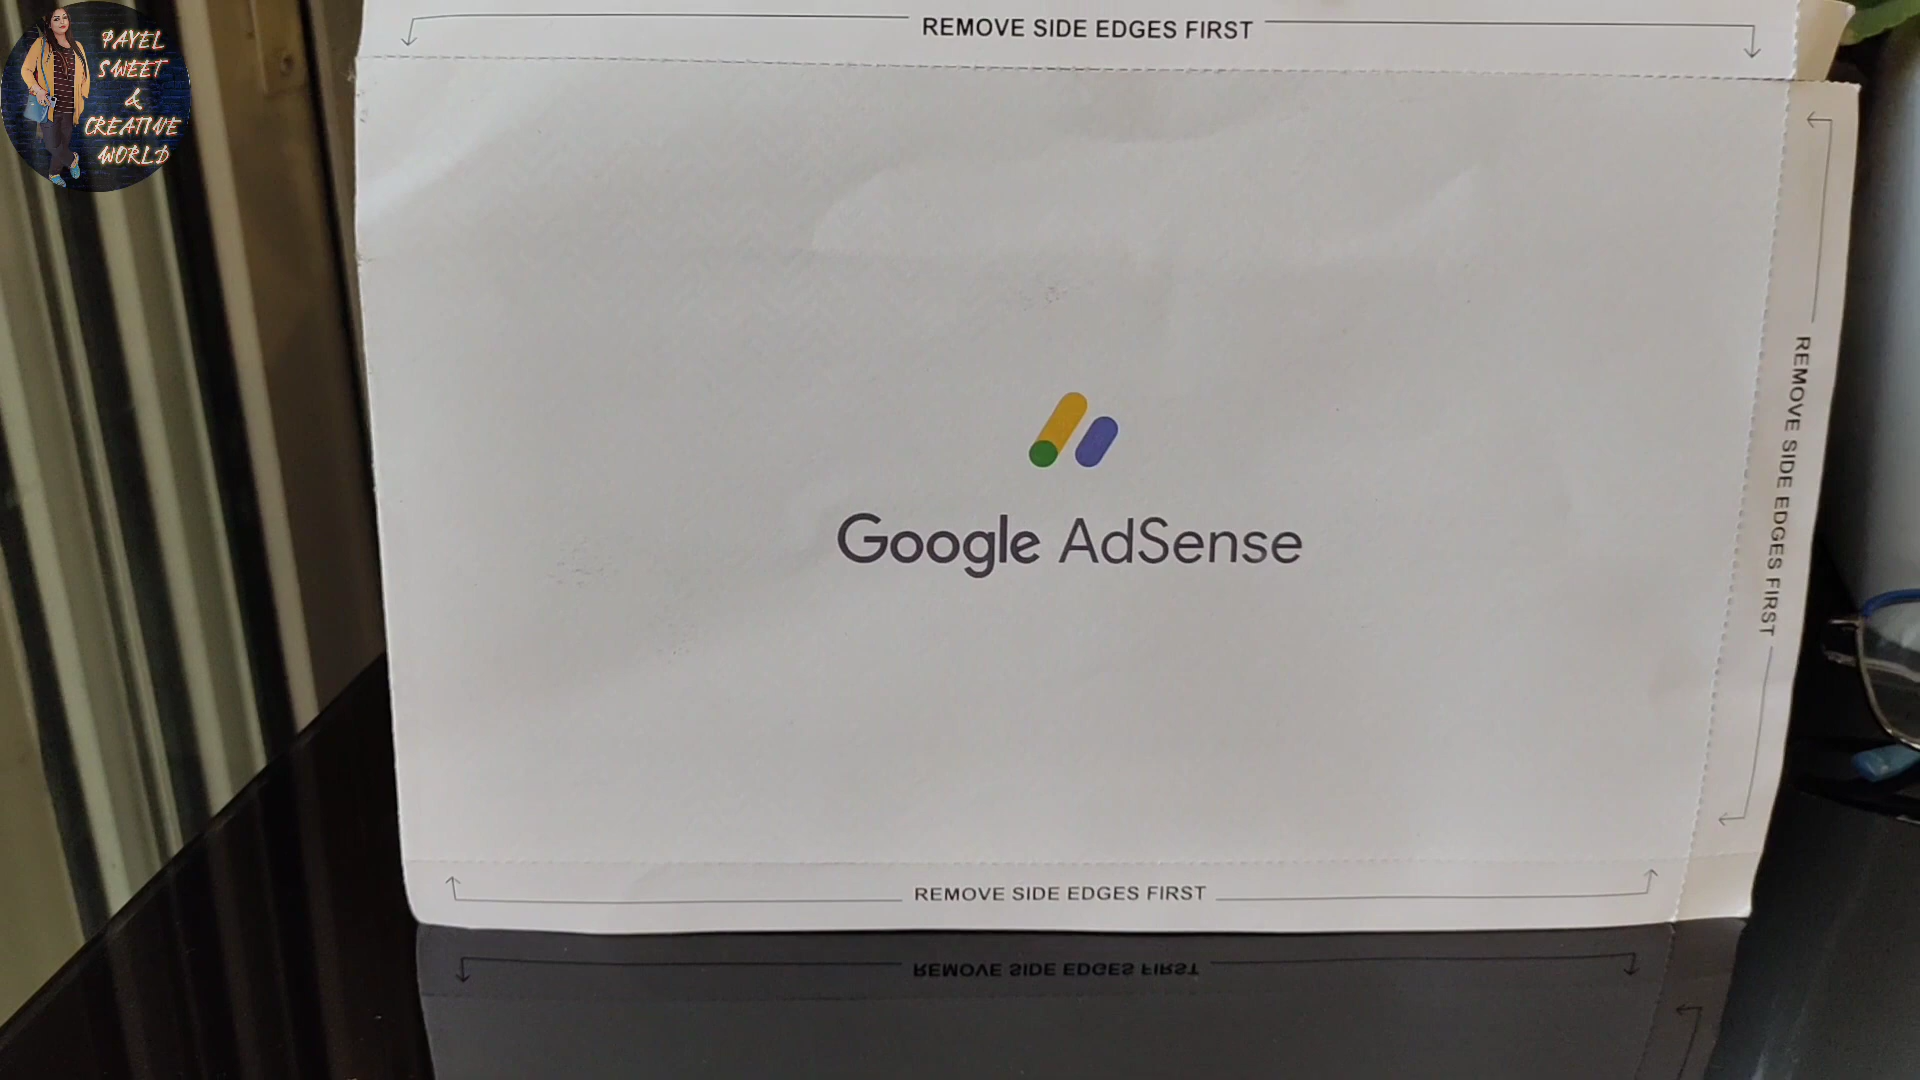 PAYEL
SWEET
&
CREATIVE
WORLD
REMOVE SIDE EDGES FIRST
REMOVE SIDE EDGES FIRST
Google AdSense
REMOVE SIDE EDGES FIRST
REMOVE SIDE EDGES FIRST